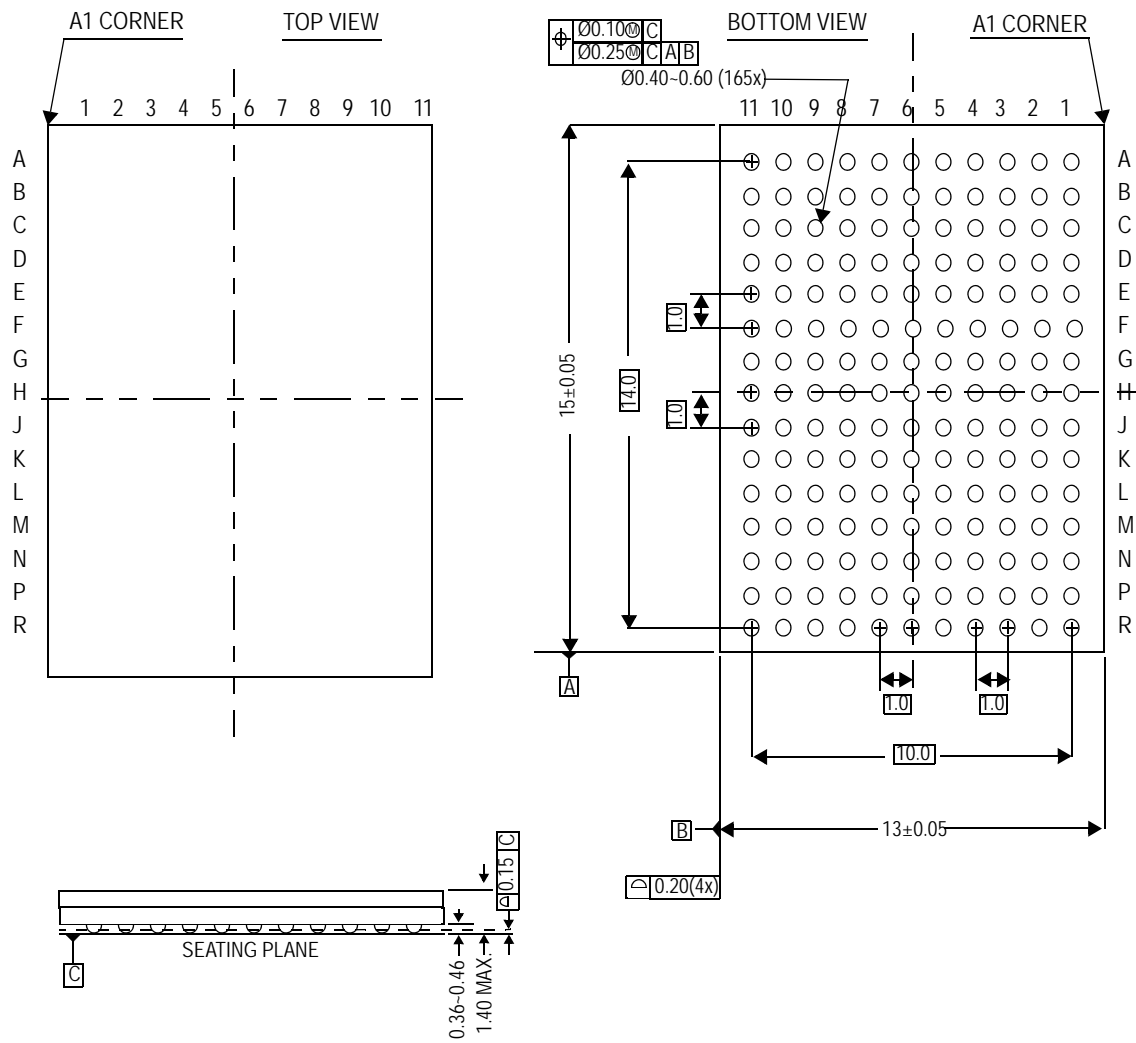 A1 CORNER
TOP VIEW
BOTTOM VIEW
A1 CORNER
Ø0.10Ⓜ C
Ø0.25Ⓜ C A B
Ø0.40~0.60 (165x)
1 2 3 4 5 6 7 8 9 10 11
11 10 9 8 7 6 5 4 3 2 1
A
B
C
D
E
F
G
H
J
K
L
M
N
P
R
A
B
C
D
E
F
G
H
J
K
L
M
N
P
R
15±0.05
14.0
1.0
1.0
A
1.0
1.0
10.0
B
13±0.05
0.20(4x)
0.15 C
SEATING PLANE
C
0.36~0.46
1.40 MAX.